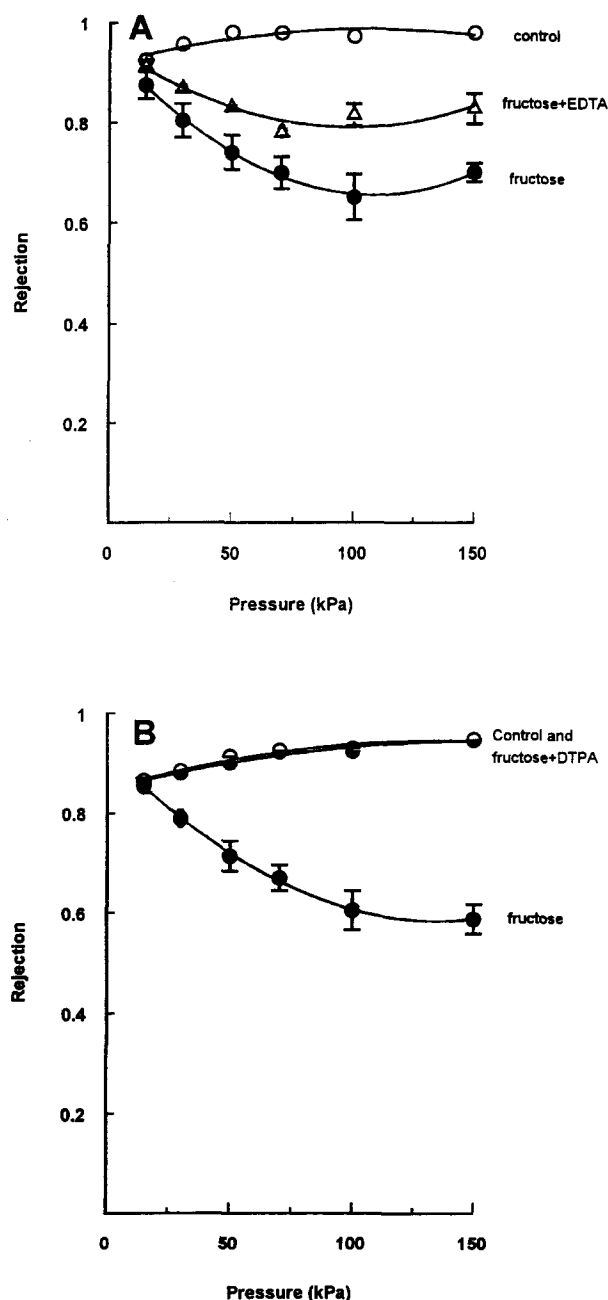 A
1
0.8
0.6
0.4
0.2
0
50
100
150
Rejection
Pressure (kPa)
control
fructose+EDTA
fructose
B
1
0.8
0.6
0.4
0.2
0
50
100
150
Rejection
Pressure (kPa)
Control and
fructose+DTPA
fructose